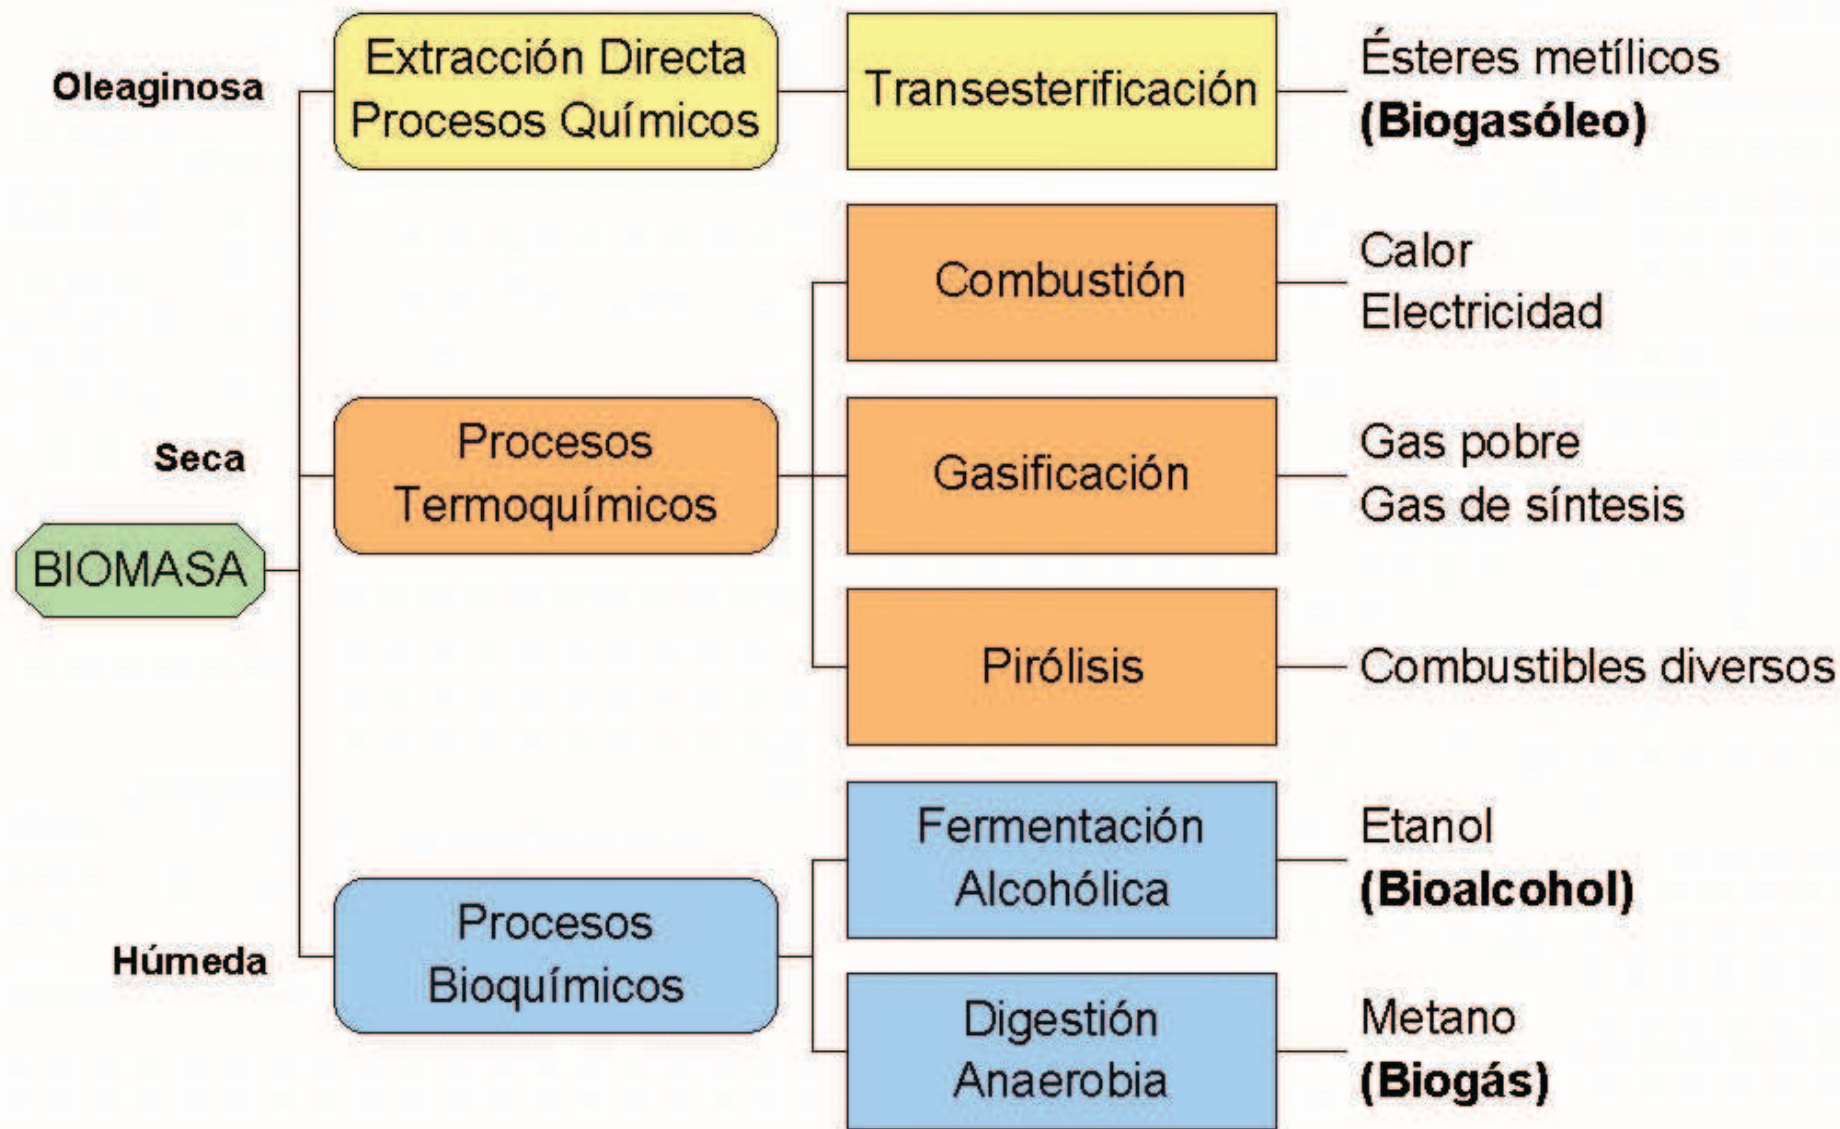 Oleaginosa
Extracción Directa
Procesos Químicos
Transesterificación
Ésteres metílicos
(Biogasóleo)
Combustión
Calor
Electricidad
Seca
Procesos
Termoquímicos
Gasificación
Gas pobre
Gas de síntesis
BIOMASA
Pirólisis
Combustibles diversos
Fermentación
Alcohólica
Etanol
(Bioalcohol)
Húmeda
Procesos
Bioquímicos
Digestión
Anaerobia
Metano
(Biogás)